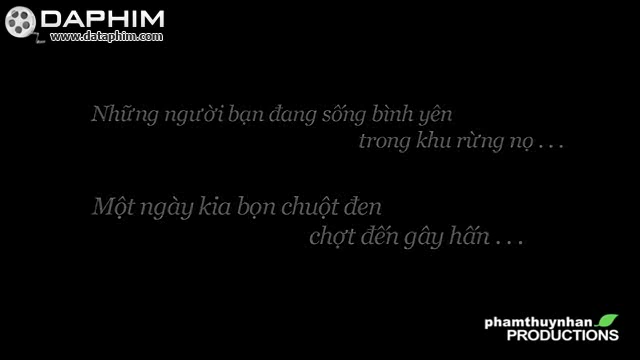 DAPHIM
www.dataphim.com
Những người bạn đang sống bình yên
trong khu rừng nọ . . .
Một ngày kia bọn chuột đen
chợt đến gây hấn . . .
phamthuynhan
PRODUCTIONS